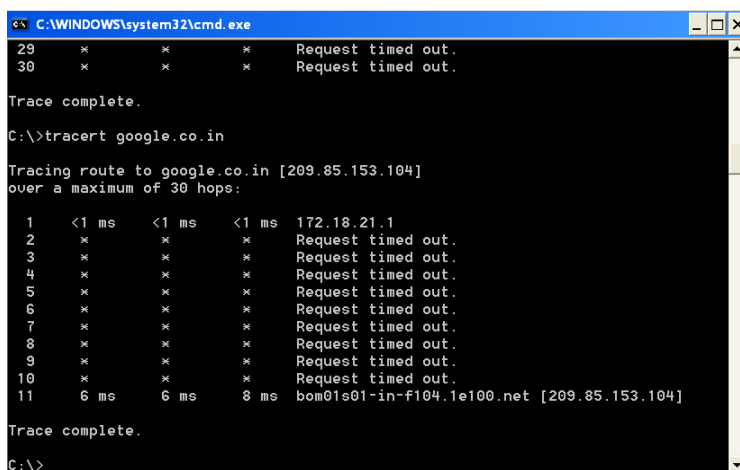 C:\WINDOWS\system32\cmd.exe
29 * * * Request timed out.
30 * * * Request timed out.
Trace complete.
C:\>tracert google.co.in
Tracing route to google.co.in [209.85.153.104]
over a maximum of 30 hops:
1 <1 ms <1 ms <1 ms 172.18.21.1
2 * * * Request timed out.
3 * * * Request timed out.
4 * * * Request timed out.
5 * * * Request timed out.
6 * * * Request timed out.
7 * * * Request timed out.
8 * * * Request timed out.
9 * * * Request timed out.
10 * * * Request timed out.
11 6 ms 6 ms 8 ms bom01s01-in-f104.1e100.net [209.85.153.104]
Trace complete.
C:\>